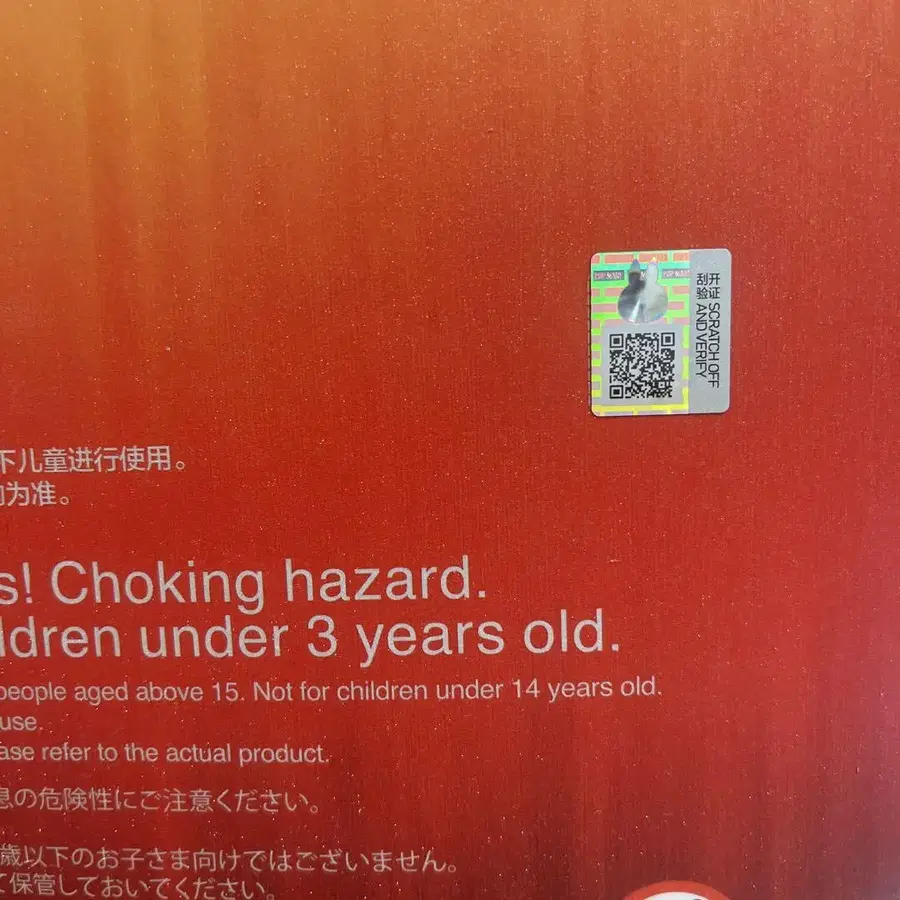 开
证 SCRATCH OFF
刮
验 AND VERIFY
下儿童进行使用。
为准。
s! Choking hazard.
ldren under 3 years old.
people aged above 15. Not for children under 14 years old.
use.
ase refer to the actual product.
の危険性にご注意ください。
歳以下のお子さま向けではございません。
て保管しておいてください。